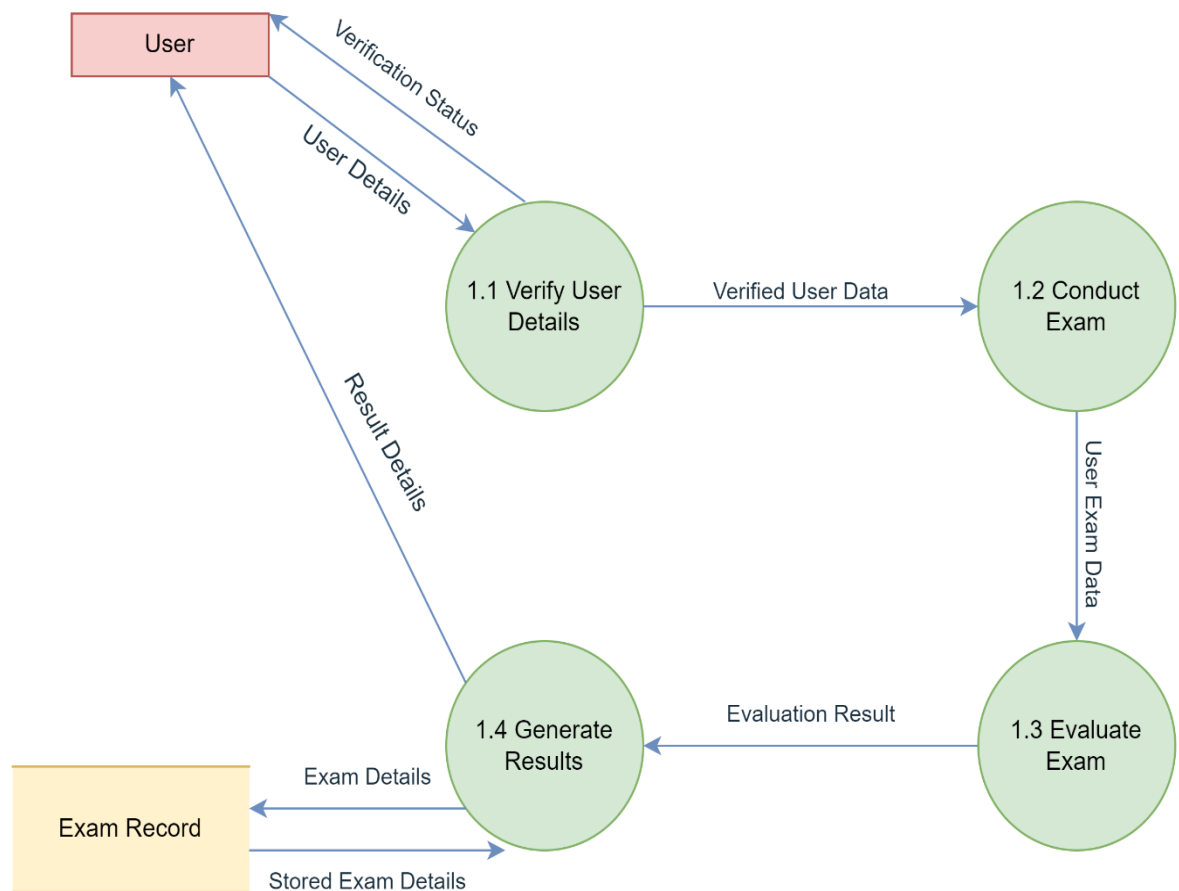 User
Verification Status
User Details
1.1 Verify User
Details
Verified User Data
1.2 Conduct
Exam
Result Details
User Exam Data
1.4 Generate
Results
Evaluation Result
1.3 Evaluate
Exam
Exam Details
Exam Record
Stored Exam Details